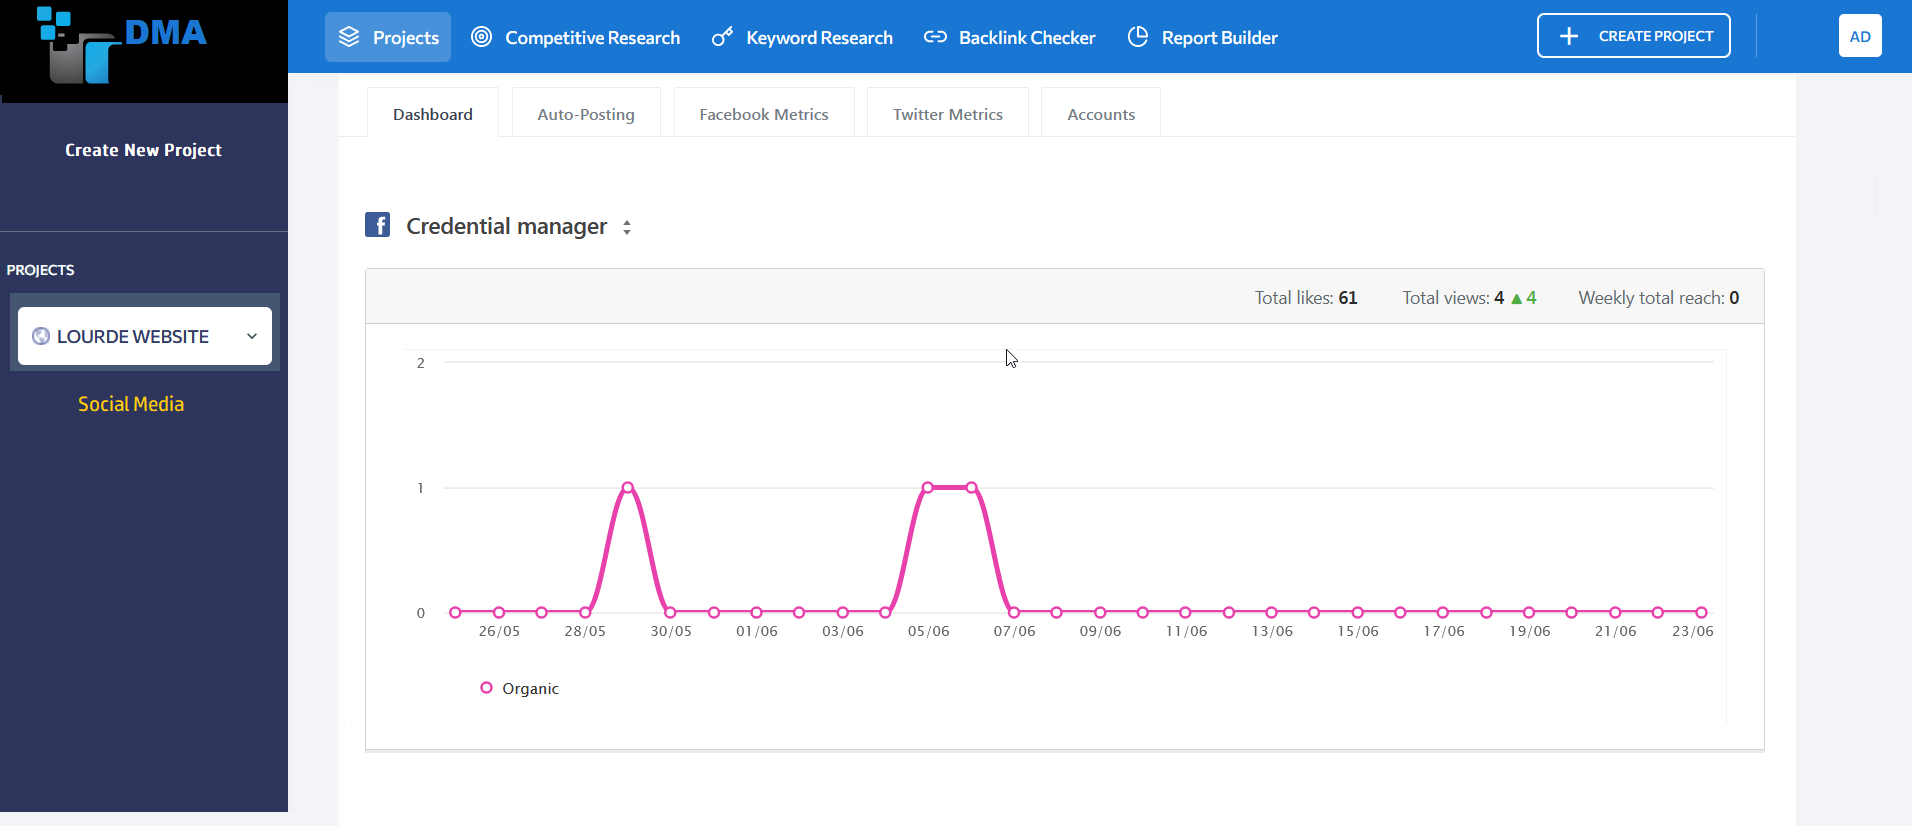 DMA
Projects
Competitive Research
Keyword Research
Backlink Checker
Report Builder
CREATE PROJECT
AD
Create New Project
PROJECTS
LOURDE WEBSITE
Social Media
Dashboard
Auto-Posting
Facebook Metrics
Twitter Metrics
Accounts
f
Credential manager
Total likes: 61
Total views: 4 ▲4
Weekly total reach: 0
2
1
0
26/05 28/05 30/05 01/06 03/06 05/06 07/06 09/06 11/06 13/06 15/06 17/06 19/06 21/06 23/06
Organic